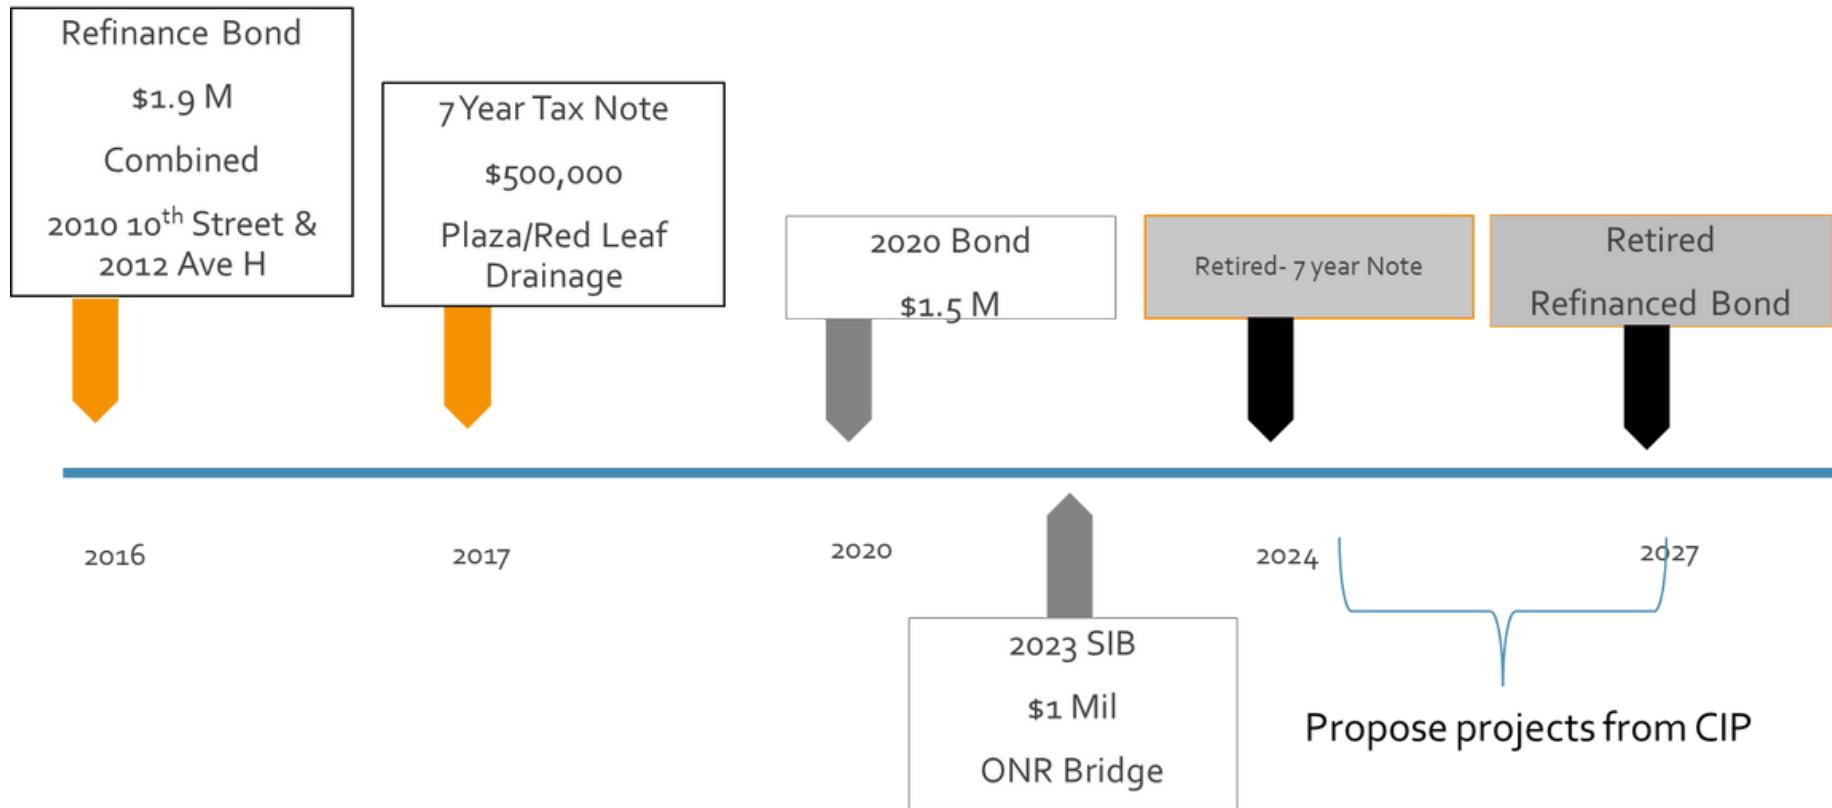 Refinance Bond
$1.9 M
Combined
2010 10th Street &
2012 Ave H
7 Year Tax Note
$500,000
Plaza/Red Leaf
Drainage
2020 Bond
$1.5 M
Retired- 7 year Note
Retired
Refinanced Bond
2016
2017
2020
2024
2027
2023 SIB
$1 Mil
ONR Bridge
Propose projects from CIP